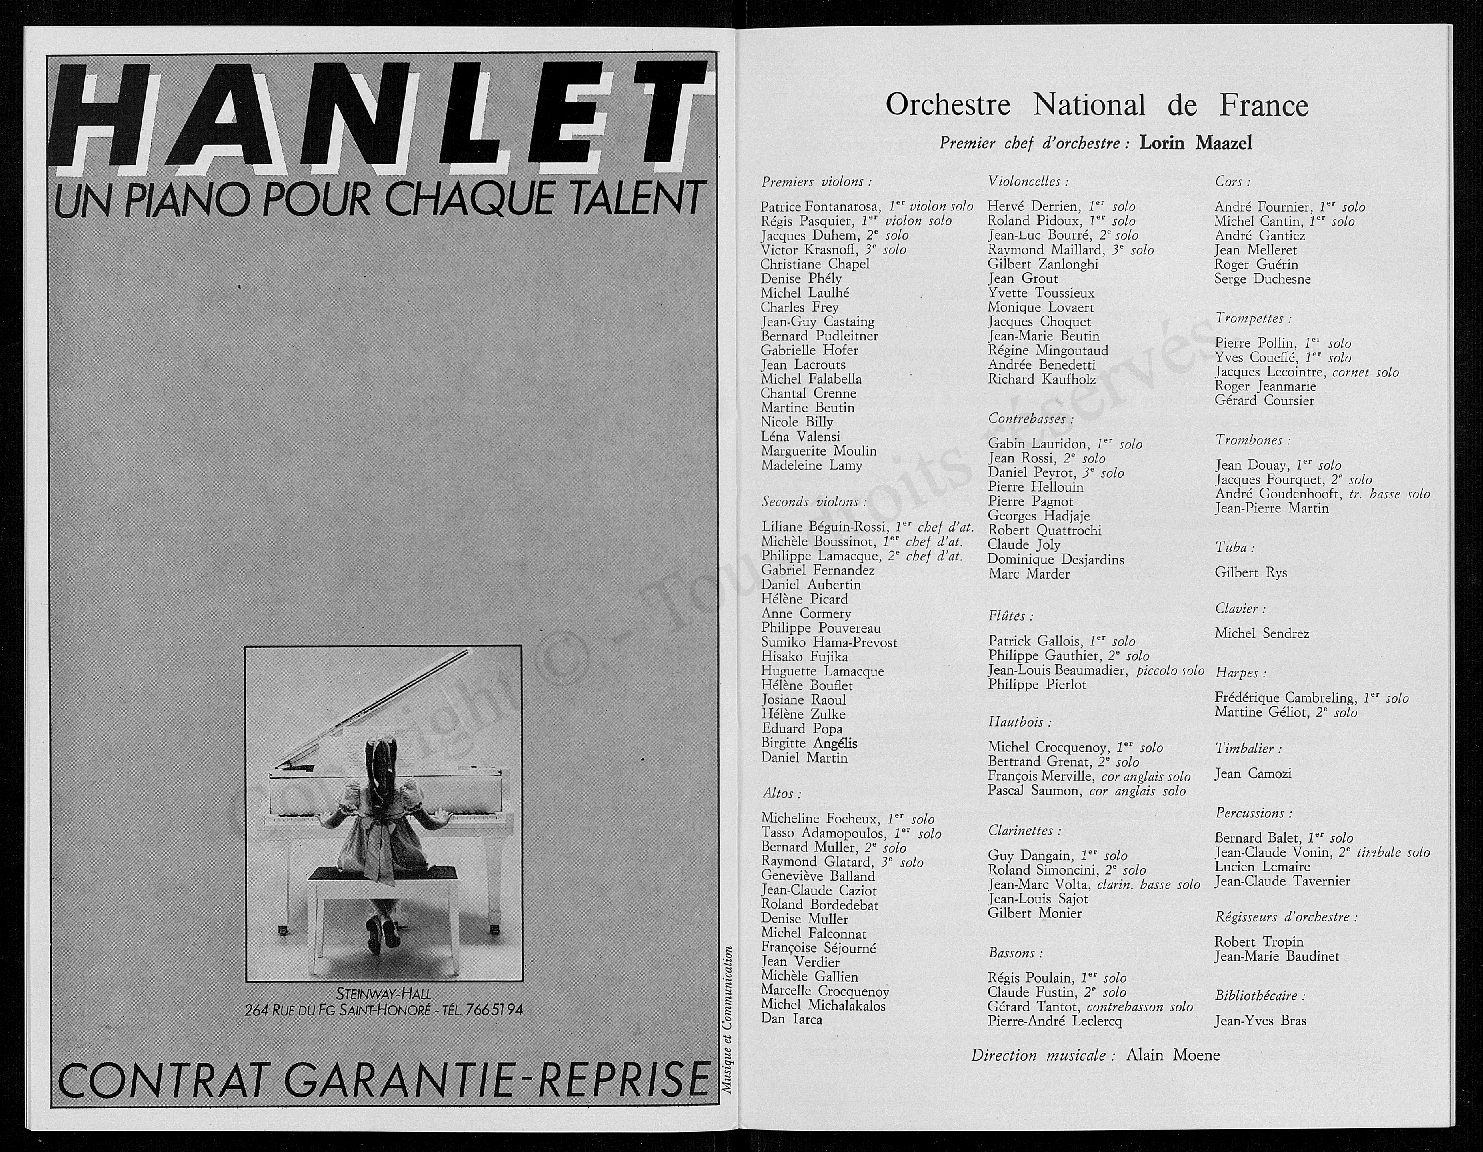 HANLET
UN PIANO POUR CHAQUE TALENT
STEINWAY-HALL
264 RUE DU FG SAINT-HONORÉ - TÉL. 766 51 94
CONTRAT GARANTIE-REPRISE
Musique et Communication
Orchestre National de France
Premier chef d'orchestre : Lorin Maazel
Premiers violons :
Patrice Fontanarosa, 1er violon solo
Régis Pasquier, 1er violon solo
Jacques Duhem, 2e solo
Victor Krasnoff, 3e solo
Christiane Chapel
Denise Phély
Michel Laulhé
Charles Frey
Jean-Guy Castaing
Bernard Pudleitner
Gabrielle Hofer
Jean Lacrouts
Michel Falabella
Chantal Crenne
Martine Beutin
Nicole Billy
Léna Valensi
Marguerite Moulin
Madeleine Lamy
Seconds violons :
Liliane Béguin-Rossi, 1er chef d'at.
Michèle Boussinot, 1er chef d'at.
Philippe Lamacque, 2e chef d'at.
Gabriel Fernandez
Daniel Aubertin
Hélène Picard
Anne Cormery
Philippe Pouvereau
Sumiko Hama-Prevost
Hisako Fujika
Huguette Lamacque
Hélène Bouflet
Josiane Raoul
Hélène Zulke
Eduard Popa
Birgitte Angélis
Daniel Martin
Altos :
Micheline Focheux, 1er solo
Tasso Adamopoulos, 1er solo
Bernard Muller, 2e solo
Raymond Glatard, 3e solo
Geneviève Balland
Jean-Claude Caziot
Roland Bordedebat
Denise Muller
Michel Falconnat
Françoise Séjourné
Jean Verdier
Michèle Gallien
Marcelle Crocquenoy
Michel Michalakalos
Dan Iarca
Violoncelles :
Hervé Derrien, 1er solo
Roland Pidoux, 1er solo
Jean-Luc Bourré, 2e solo
Raymond Maillard, 3e solo
Gilbert Zanlonghi
Jean Grout
Yvette Toussieux
Monique Lovaert
Jacques Choquet
Jean-Marie Beutin
Régine Mingoutaud
Andrée Benedetti
Richard Kaufholz
Contrebasses :
Gabin Lauridon, 1er solo
Jean Rossi, 2e solo
Daniel Peyrot, 3e solo
Pierre Hellouin
Pierre Pagnot
Georges Hadjaje
Robert Quattrochi
Claude Joly
Dominique Desjardins
Marc Marder
Flûtes :
Patrick Gallois, 1er solo
Philippe Gauthier, 2e solo
Jean-Louis Beaumadier, piccolo solo
Philippe Pierlot
Hautbois :
Michel Crocquenoy, 1er solo
Bertrand Grenat, 2e solo
François Merville, cor anglais solo
Pascal Saumon, cor anglais solo
Clarinettes :
Guy Dangain, 1er solo
Roland Simoncini, 2e solo
Jean-Marc Volta, clarin. basse solo
Jean-Louis Sajot
Gilbert Monier
Bassons :
Régis Poulain, 1er solo
Claude Fustin, 2e solo
Gérard Tantot, contrebasson solo
Pierre-André Leclercq
Cors :
André Fournier, 1er solo
Michel Cantin, 1er solo
André Gantiez
Jean Melleret
Roger Guérin
Serge Duchesne
Trompettes :
Pierre Pollin, 1er solo
Yves Coueffé, 1er solo
Jacques Lecointre, cornet solo
Roger Jeanmarie
Gérard Coursier
Trombones :
Jean Douay, 1er solo
Jacques Fourquet, 2e solo
André Goudenhooft, tr. basse solo
Jean-Pierre Martin
Tuba :
Gilbert Rys
Clavier :
Michel Sendrez
Harpes :
Frédérique Cambreling, 1er solo
Martine Géliot, 2e solo
Timbalier :
Jean Camozi
Percussions :
Bernard Balet, 1er solo
Jean-Claude Vonin, 2e timbale solo
Lucien Lemaire
Jean-Claude Tavernier
Régisseurs d'orchestre :
Robert Tropin
Jean-Marie Baudinet
Bibliothécaire :
Jean-Yves Bras
Direction musicale : Alain Moene
Copyright © - Tous droits réservés